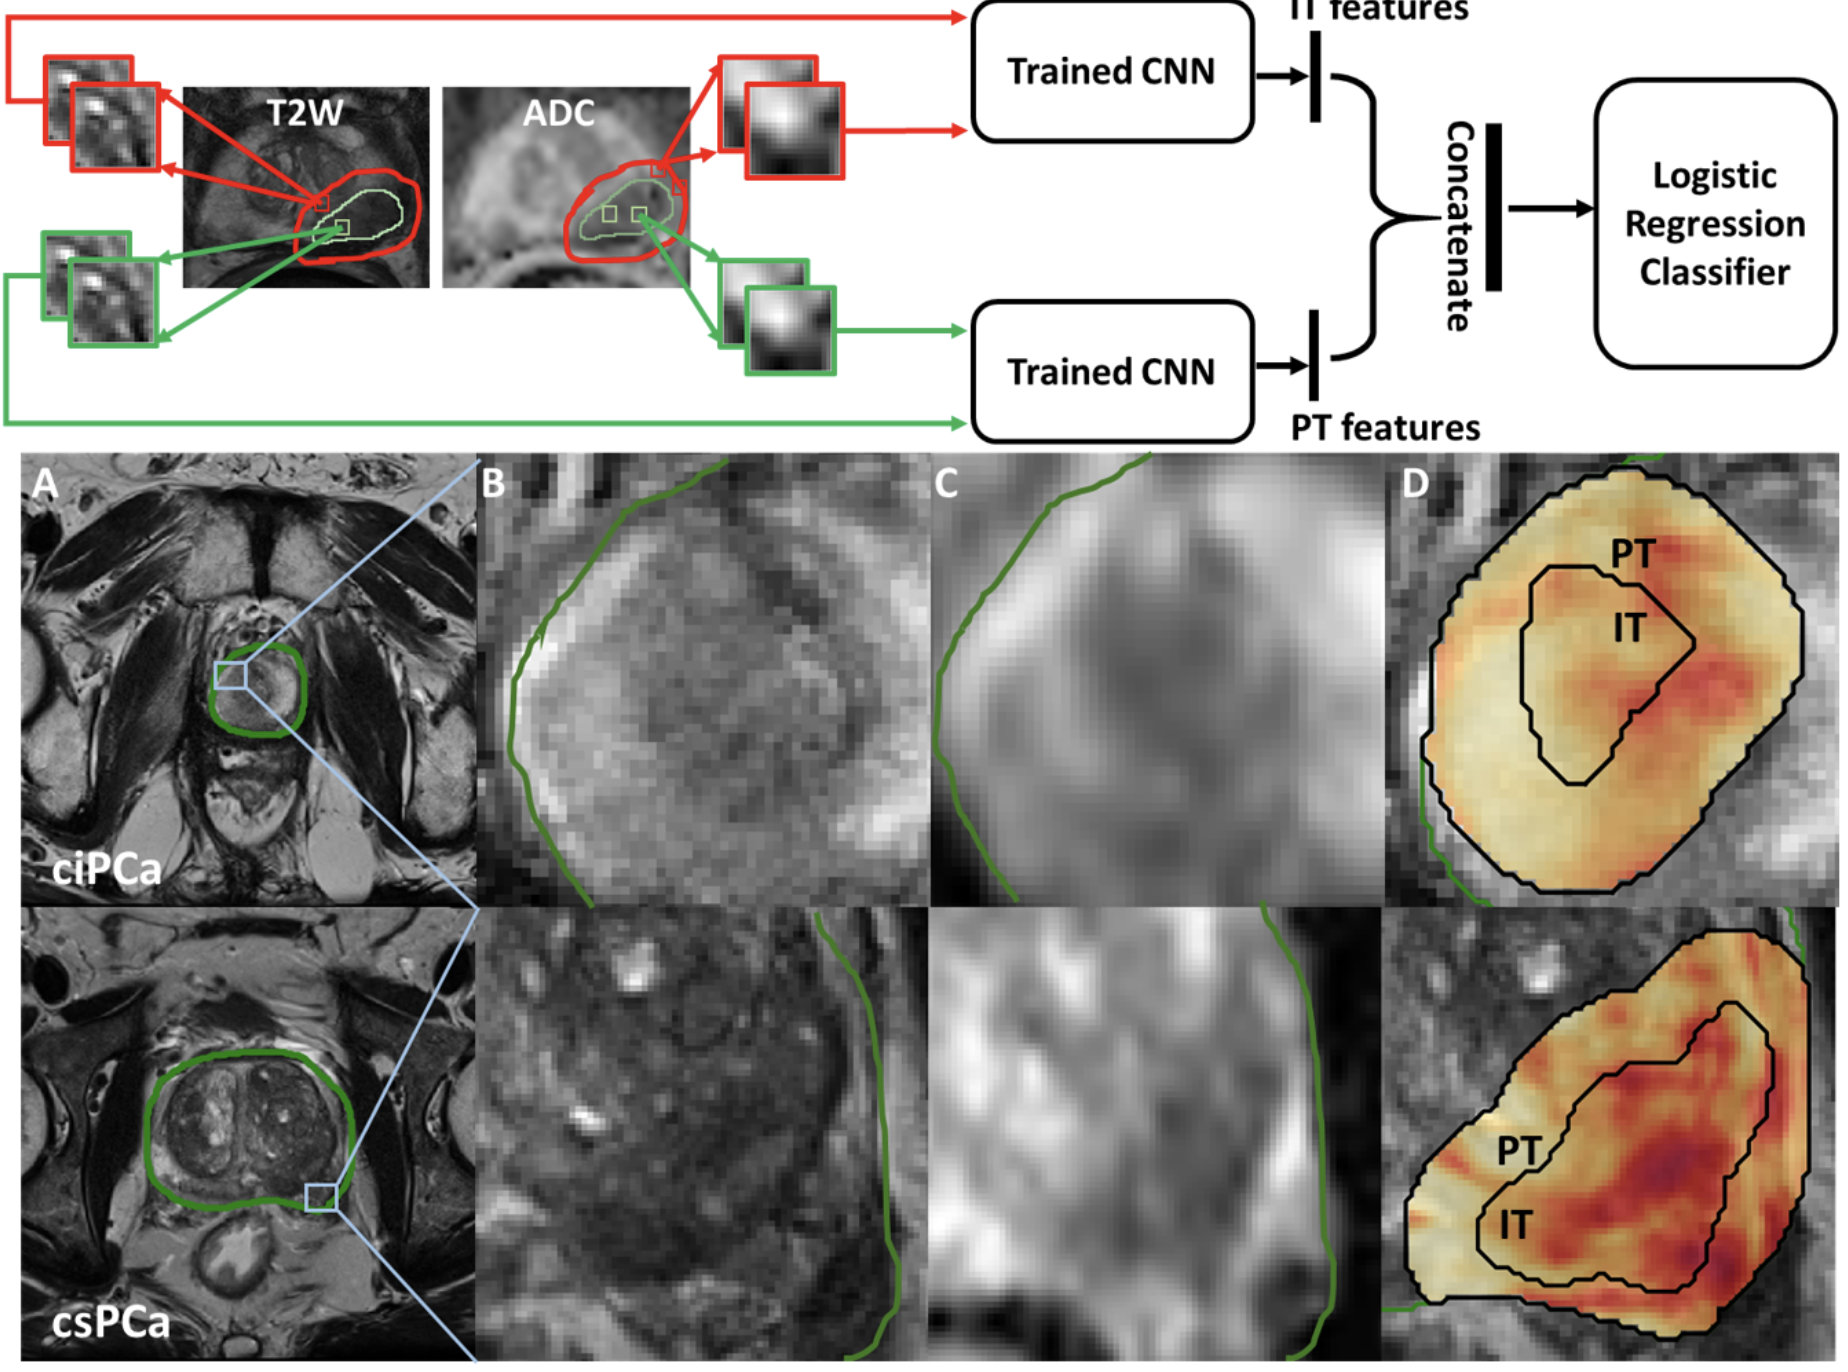 IT features
T2W
ADC
Trained CNN
Concatenate
Logistic
Regression
Classifier
Trained CNN
PT features
A
B
C
D
PT
IT
ciPCa
PT
IT
csPCa